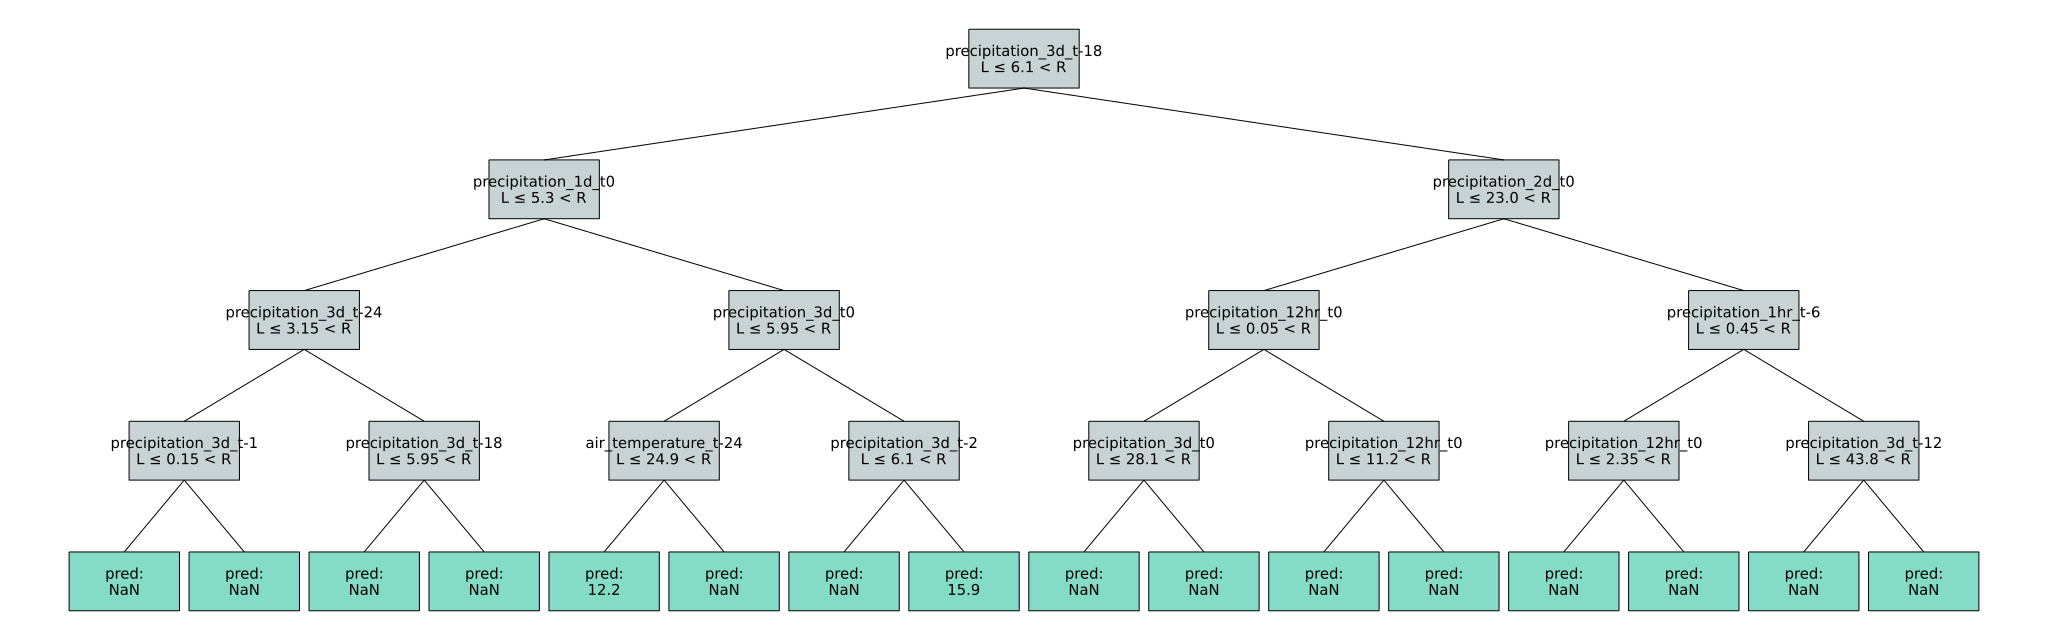 precipitation_3d_t-18
L ≤ 6.1 < R
precipitation_1d_t0
L ≤ 5.3 < R
precipitation_2d_t0
L ≤ 23.0 < R
precipitation_3d_t-24
L ≤ 3.15 < R
precipitation_3d_t0
L ≤ 5.95 < R
precipitation_12hr_t0
L ≤ 0.05 < R
precipitation_1hr_t-6
L ≤ 0.45 < R
precipitation_3d_t-1
L ≤ 0.15 < R
precipitation_3d_t-18
L ≤ 5.95 < R
air_temperature_t-24
L ≤ 24.9 < R
precipitation_3d_t-2
L ≤ 6.1 < R
precipitation_3d_t0
L ≤ 28.1 < R
precipitation_12hr_t0
L ≤ 11.2 < R
precipitation_12hr_t0
L ≤ 2.35 < R
precipitation_3d_t-12
L ≤ 43.8 < R
pred:
NaN
pred:
NaN
pred:
NaN
pred:
NaN
pred:
12.2
pred:
NaN
pred:
NaN
pred:
15.9
pred:
NaN
pred:
NaN
pred:
NaN
pred:
NaN
pred:
NaN
pred:
NaN
pred:
NaN
pred:
NaN